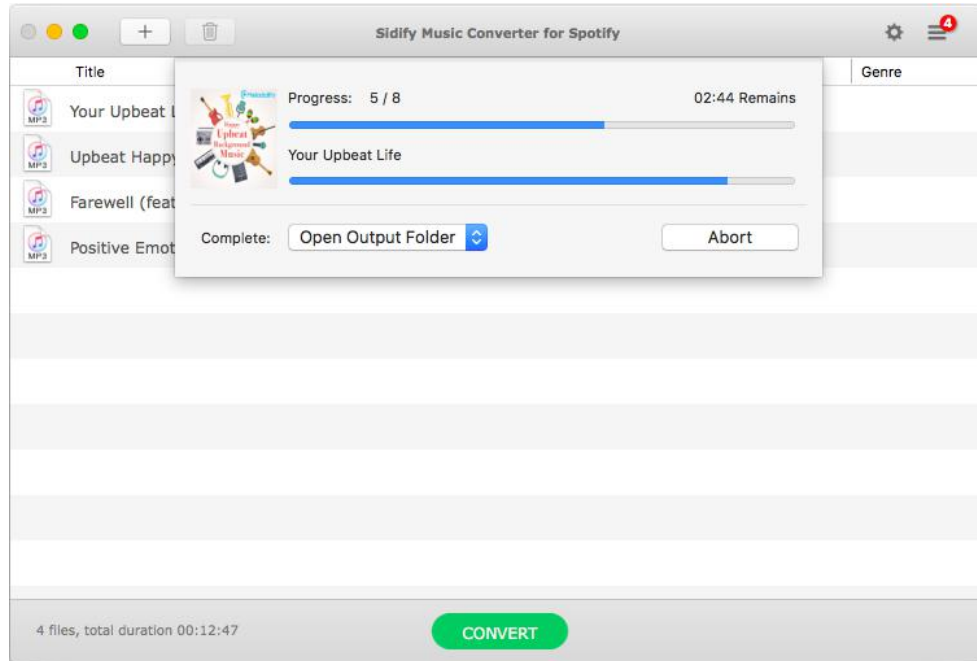 +
Sidify Music Converter for Spotify
4
Title
Genre
Progress: 5 / 8
02:44 Remains
Happy
Upbeat
Background
Music
Your Upbeat Life
MP3 Your Upbeat L
MP3 Upbeat Happy
MP3 Farewell (feat
MP3 Positive Emot
Complete: Open Output Folder
Abort
4 files, total duration 00:12:47
CONVERT